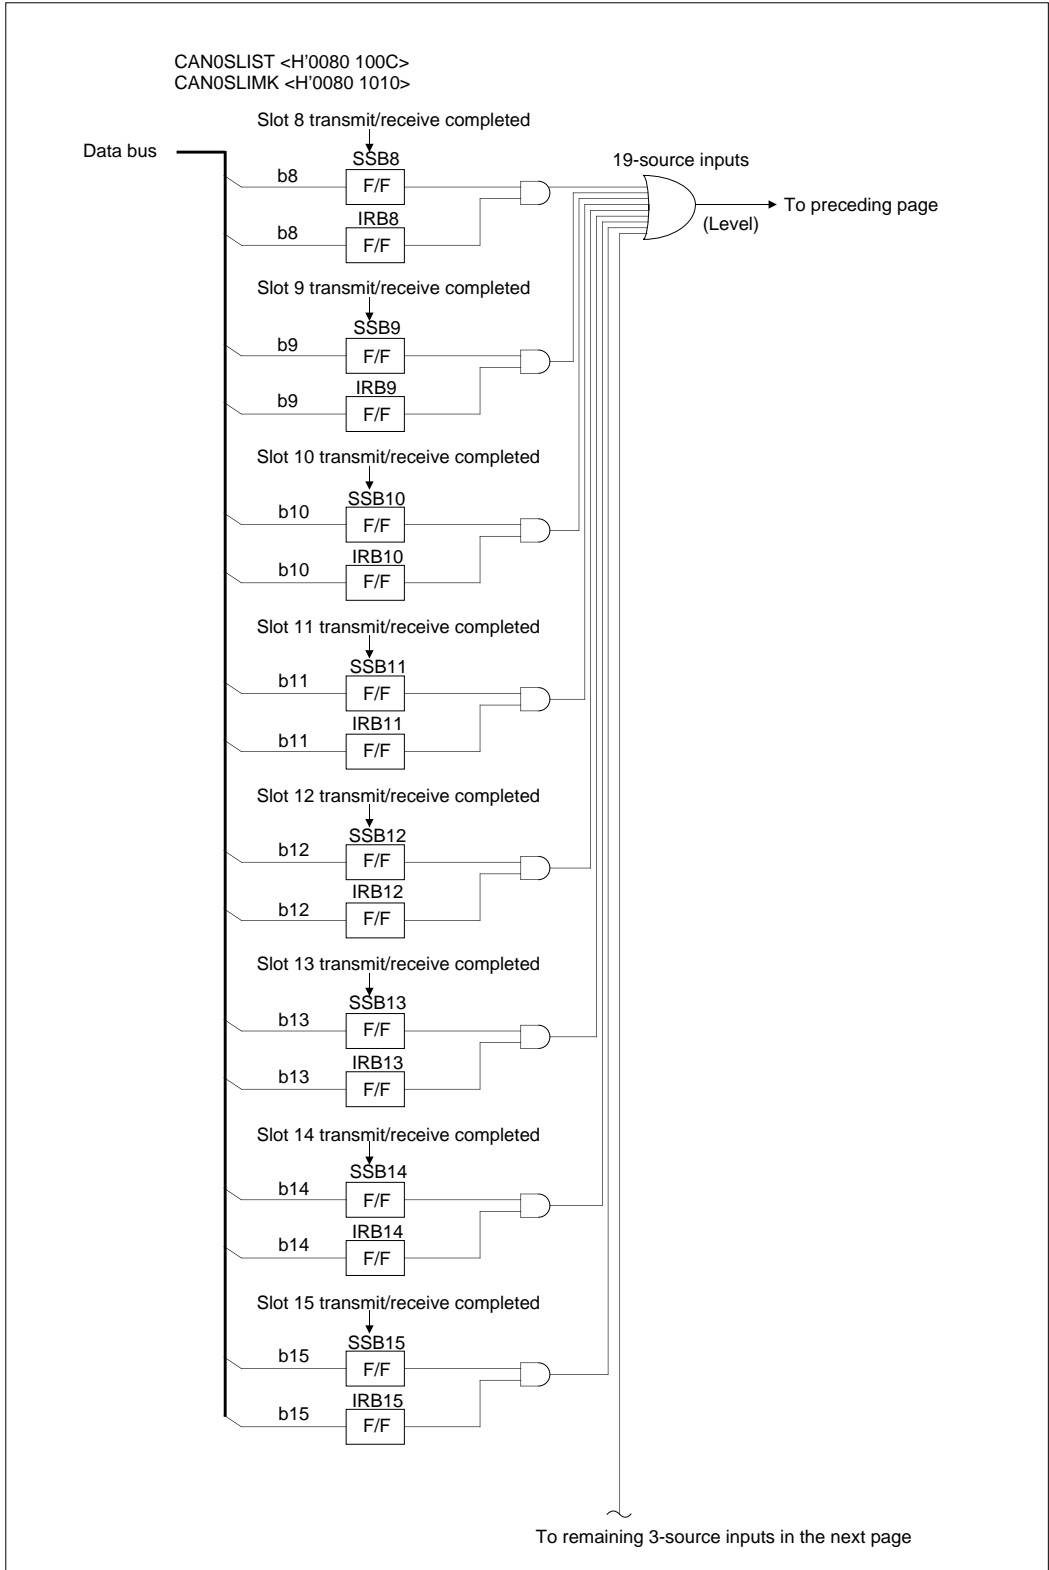 CAN0SLIST <H'0080 100C>
CAN0SLIMK <H'0080 1010>
Slot 8 transmit/receive completed
Data bus
19-source inputs
SSB8
b8
F/F
To preceding page
(Level)
IRB8
b8
F/F
Slot 9 transmit/receive completed
SSB9
b9
F/F
IRB9
b9
F/F
Slot 10 transmit/receive completed
SSB10
b10
F/F
IRB10
b10
F/F
Slot 11 transmit/receive completed
SSB11
b11
F/F
IRB11
b11
F/F
Slot 12 transmit/receive completed
SSB12
b12
F/F
IRB12
b12
F/F
Slot 13 transmit/receive completed
SSB13
b13
F/F
IRB13
b13
F/F
Slot 14 transmit/receive completed
SSB14
b14
F/F
IRB14
b14
F/F
Slot 15 transmit/receive completed
SSB15
b15
F/F
IRB15
b15
F/F
To remaining 3-source inputs in the next page